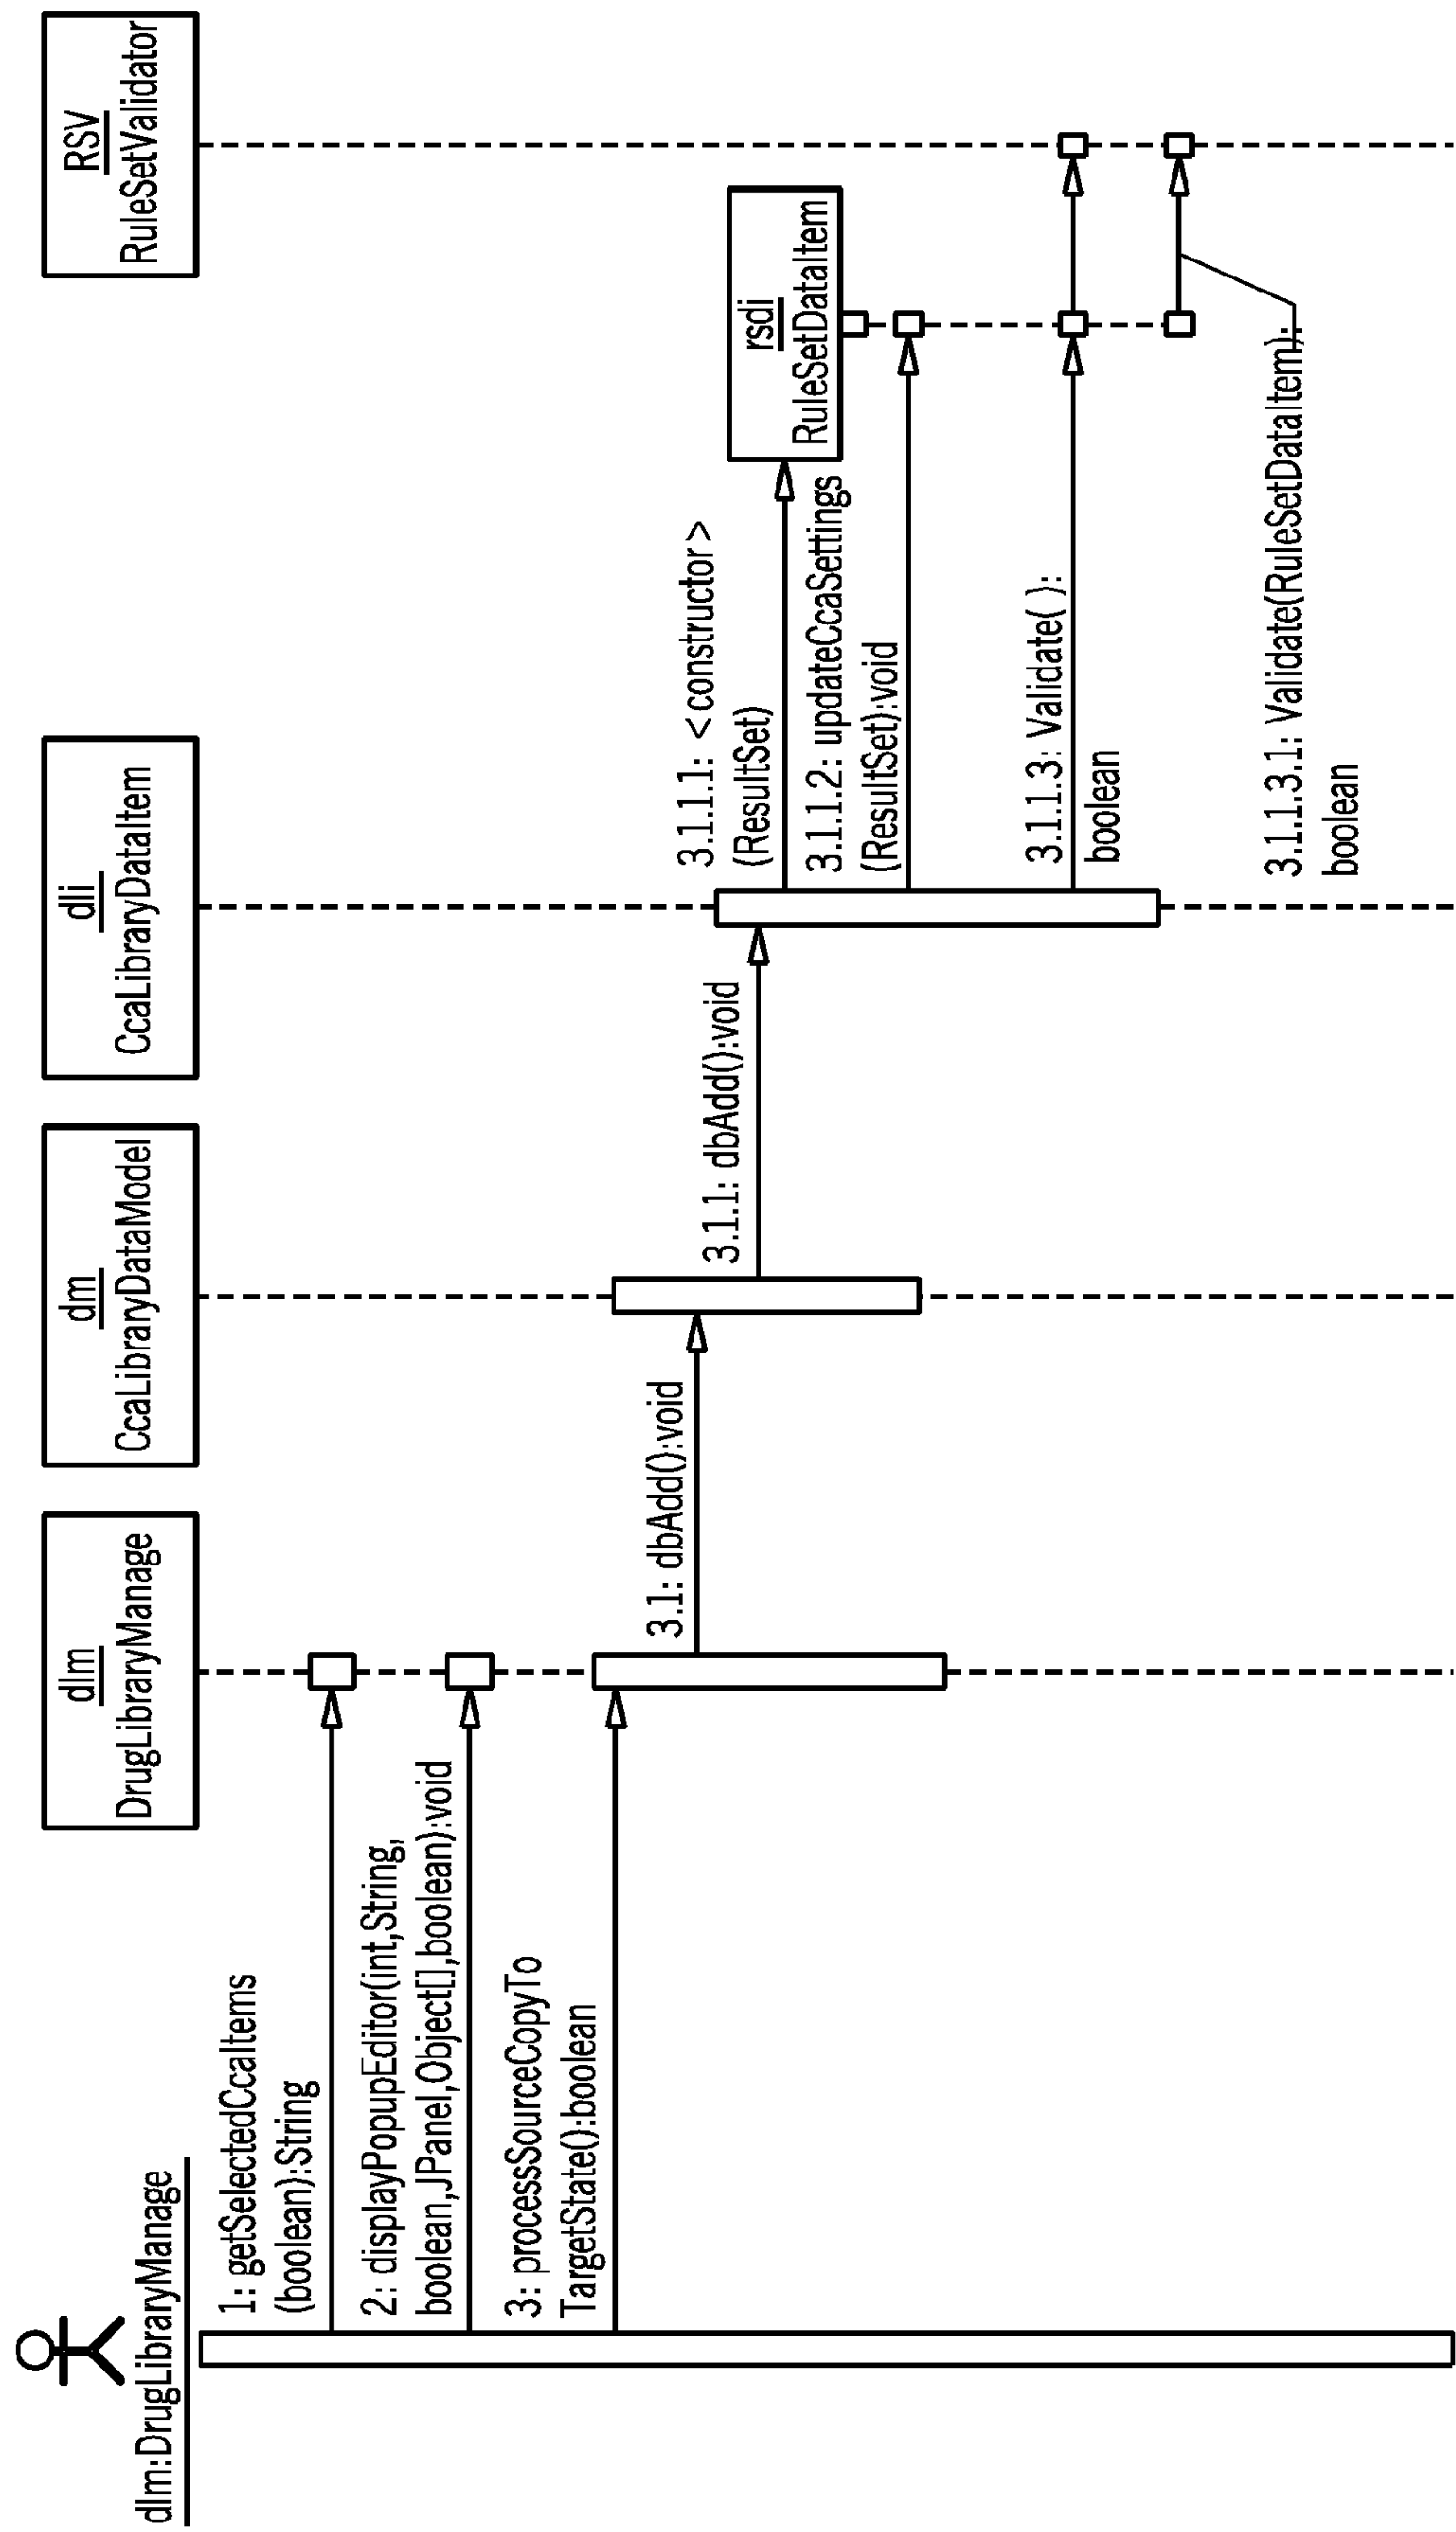 dlm:DrugLibraryManage
dlm
DrugLibraryManage
dm
CcaLibraryDataModel
dli
CcaLibraryDataItem
RSV
RuleSetValidator
1: getSelectedCcaItems
(boolean):String
2: displayPopupEditor(int,String,
boolean,JPanel,Object[],boolean):void
3: processSourceCopyTo
TargetState():boolean
3.1: dbAdd():void
3.1.1: dbAdd():void
3.1.1.1: <constructor>
(ResultSet)
rsdi
RuleSetDataItem
3.1.1.2: updateCcaSettings
(ResultSet):void
3.1.1.3: Validate( ):
boolean
3.1.1.3.1: Validate(RuleSetDataItem):
boolean